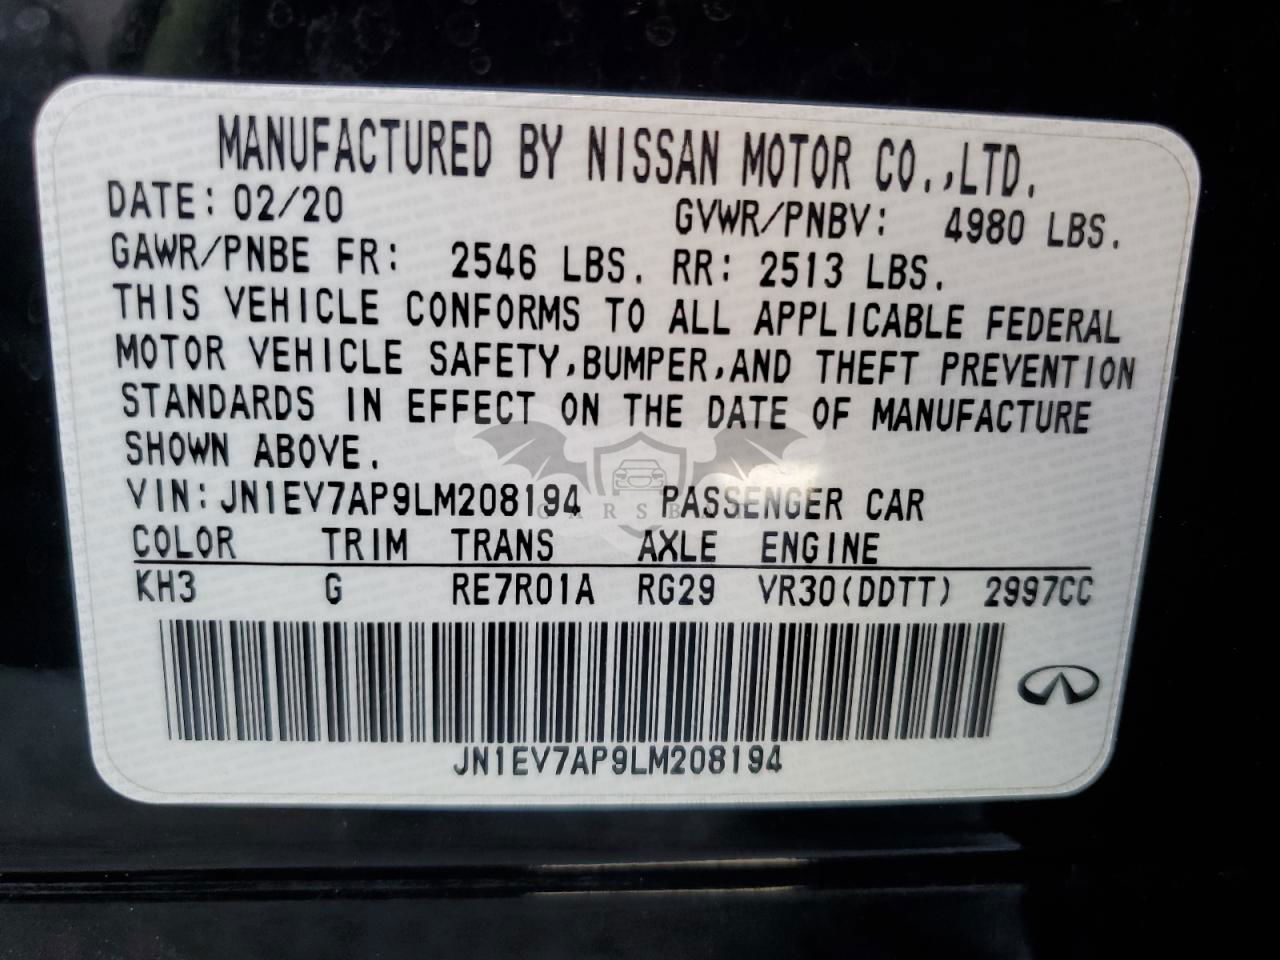 MANUFACTURED BY NISSAN MOTOR CO.,LTD.
DATE: 02/20 GVWR/PNBV: 4980 LBS.
GAWR/PNBE FR: 2546 LBS. RR: 2513 LBS.
THIS VEHICLE CONFORMS TO ALL APPLICABLE FEDERAL
MOTOR VEHICLE SAFETY,BUMPER,AND THEFT PREVENTION
STANDARDS IN EFFECT ON THE DATE OF MANUFACTURE
SHOWN ABOVE.
VIN:JN1EV7AP9LM208194 PASSENGER CAR
COLOR TRIM TRANS AXLE ENGINE
KH3 G RE7R01A RG29 VR30(DDTT) 2997CC
JN1EV7AP9LM208194